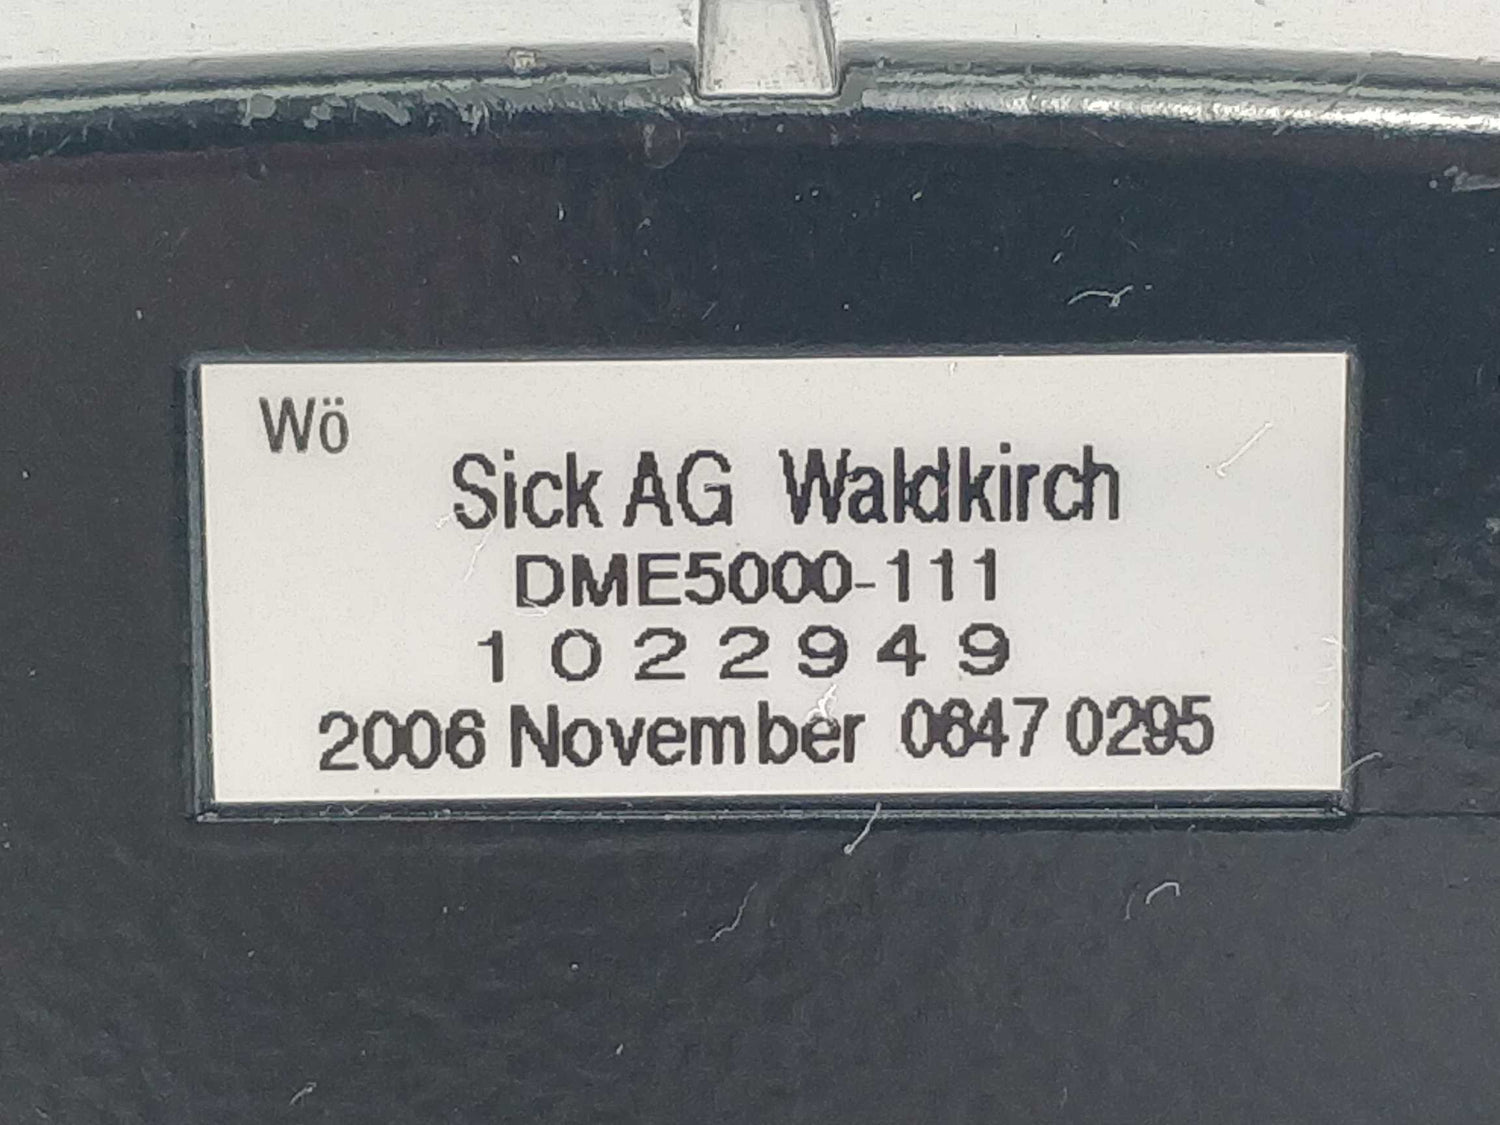 Wö
Sick AG Waldkirch
DME5000-111
1022949
2006 November 0647 0295